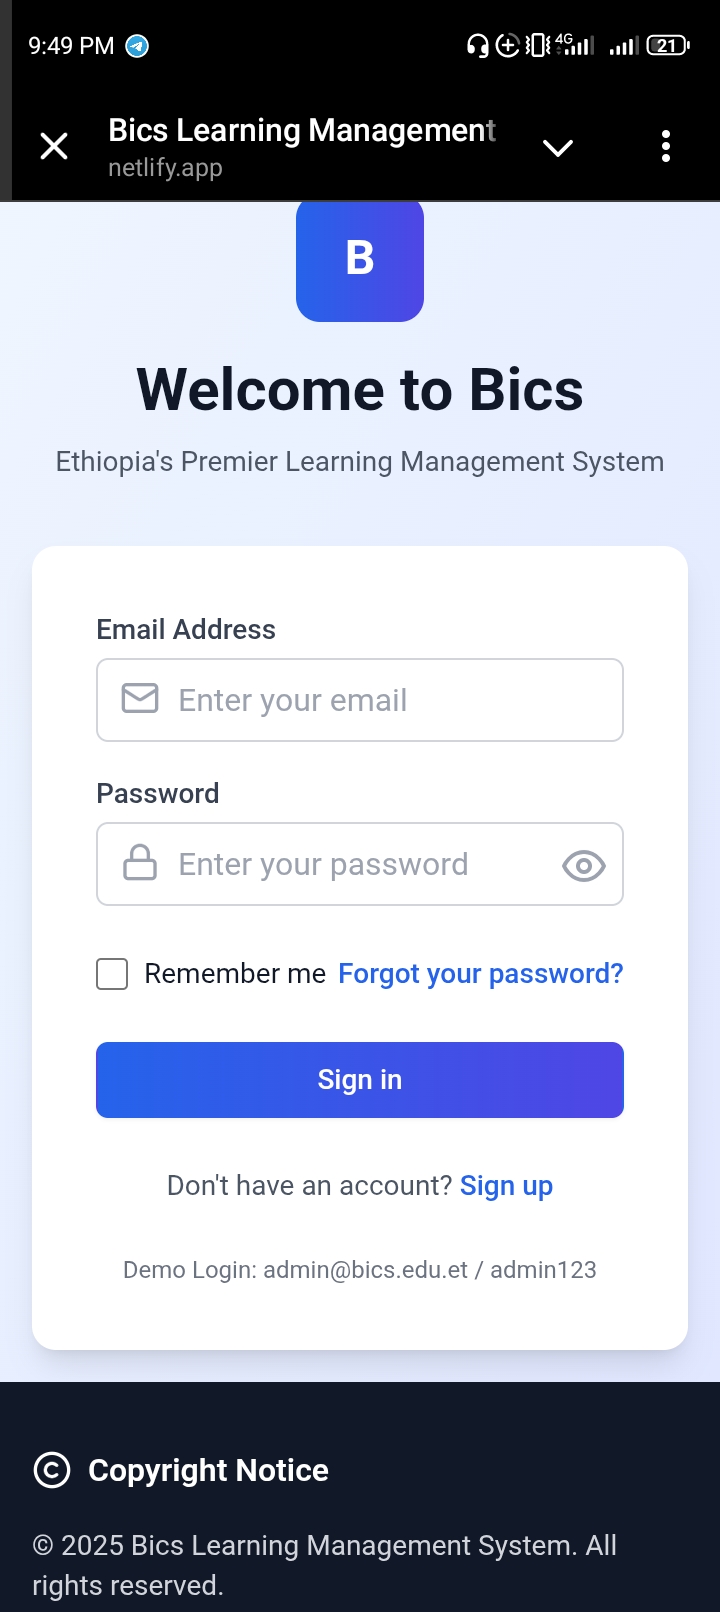 9:49 PM
4G
21
Bics Learning Management
netlify.app
B
Welcome to Bics
Ethiopia's Premier Learning Management System
Email Address
Enter your email
Password
Enter your password
Remember me Forgot your password?
Sign in
Don't have an account? Sign up
Demo Login: admin@bics.edu.et / admin123
© Copyright Notice
© 2025 Bics Learning Management System. All
rights reserved.